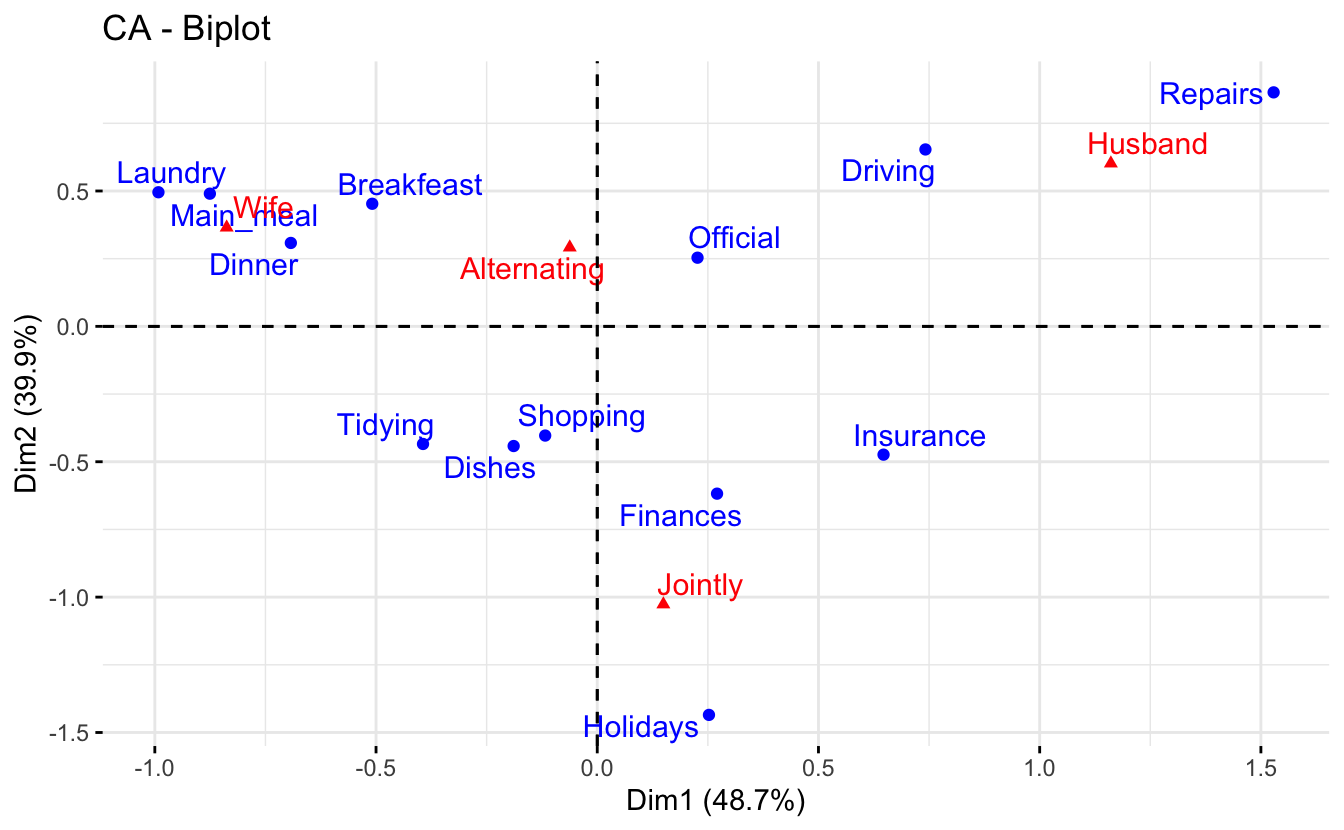 CA - Biplot
Repairs
Husband
Driving
Laundry
Breakfeast
Wife
Main_meal
Official
Dinner
Alternating
Shopping
Tidying
Dishes
Insurance
Finances
Jointly
Holidays
0.5
0.0
-0.5
-1.0
-1.5
Dim2 (39.9%)
-1.0
-0.5
0.0
0.5
1.0
1.5
Dim1 (48.7%)